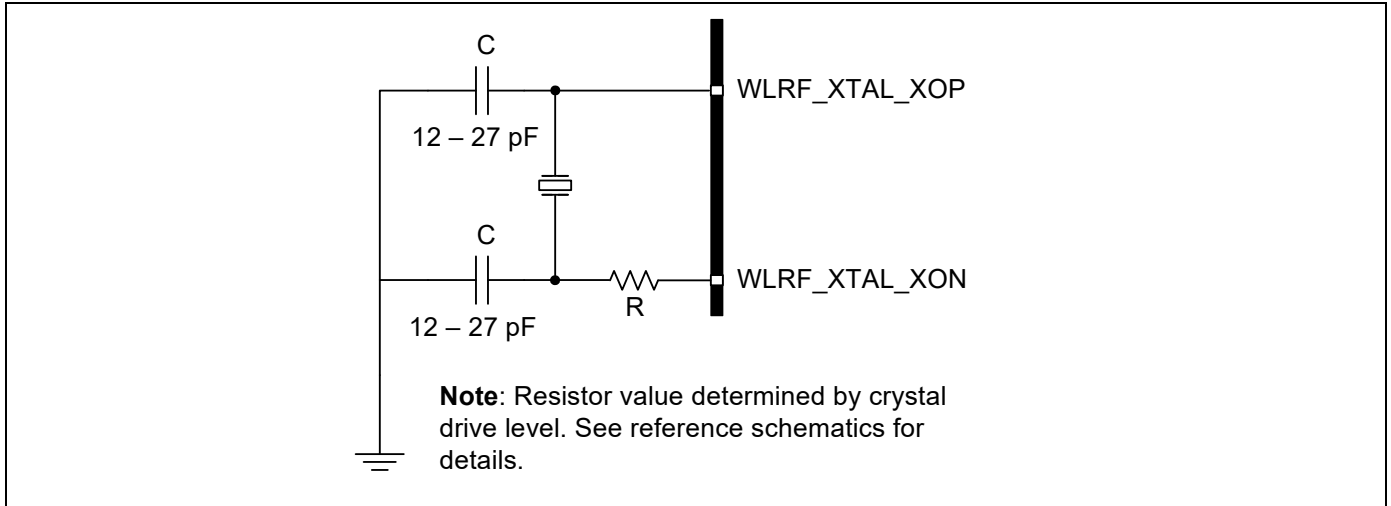 C
WLRF_XTAL_XOP
12 – 27 pF
C
WLRF_XTAL_XON
R
12 – 27 pF
Note: Resistor value determined by crystal
drive level. See reference schematics for
details.